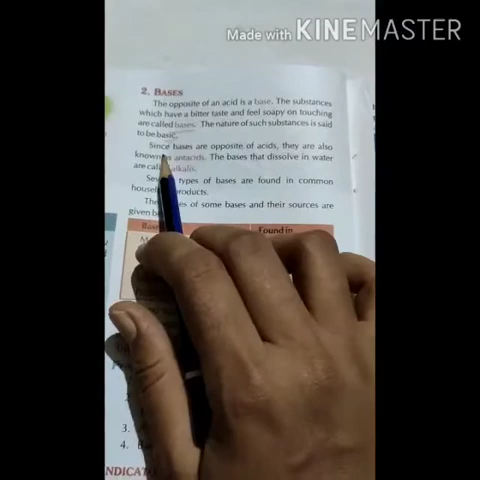 Made with KINEMASTER
2. BASES
The opposite of an acid is a base. The substances
which have a bitter taste and feel soapy on touching
are called bases. The nature of such substances is said
to be basic.
Since bases are opposite of acids, they are also
known as antacids. The bases that dissolve in water
are called alkalis.
types of bases are found in common
products.
of some bases and their sources are
given
Found in
3.
4.